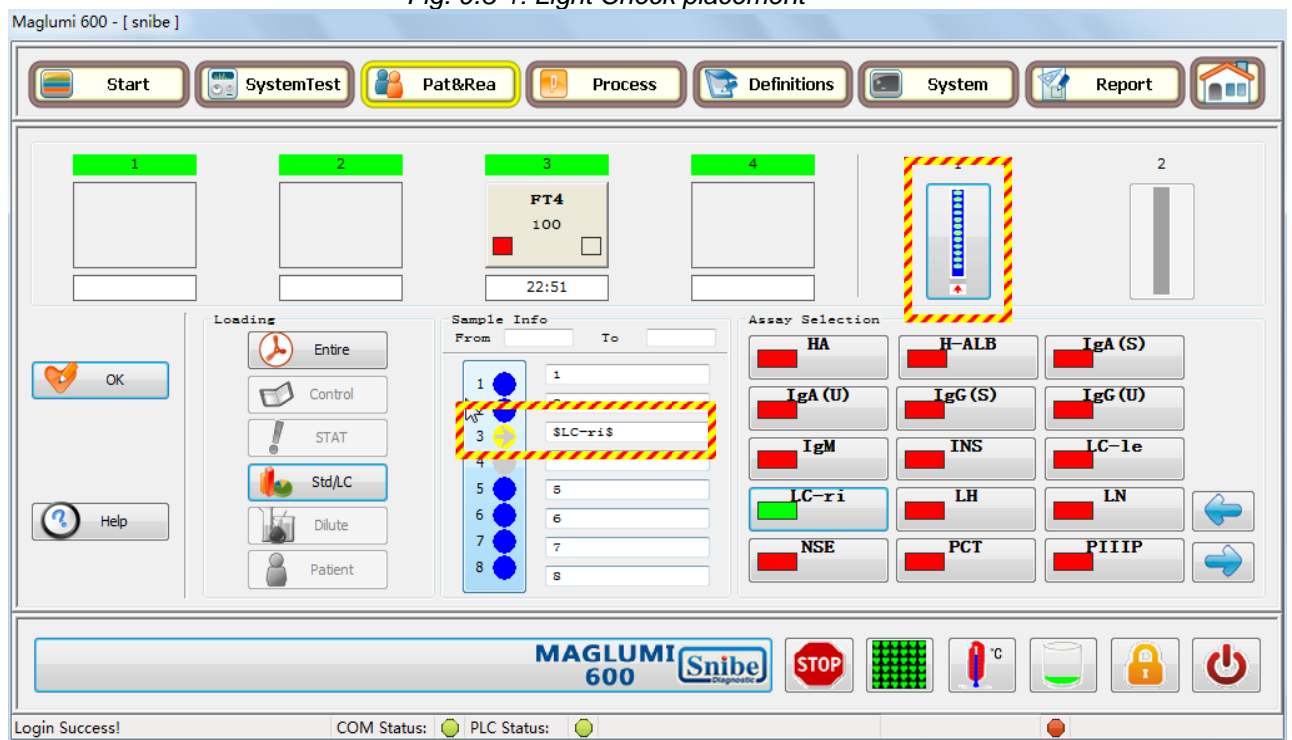 Maglumi 600 - [ snibe ]
Start SystemTest Pat&Rea Process Definitions System Report
1 2 3 4 1 2
FT4
100
22:51
Loading
Entire
Control
STAT
Std/LC
Dilute
Patient
OK
Help
Sample Info
From To
1 1
2
3 $LC-ri$
4
5 5
6 6
7 7
8 8
Assay Selection
HA H-ALB IgA(S)
IgA(U) IgG(S) IgG(U)
IgM INS LC-le
LC-ri LH LN
NSE PCT PIIIP
MAGLUMI
600
Snibe
Diagnostic
STOP
°C
Login Success! COM Status: PLC Status: